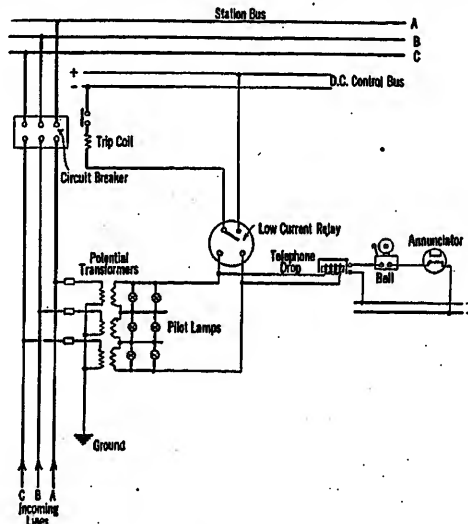 Station Bus
A
B
C
+
-
D.C. Control Bus
Trip Coil
Circuit Breaker
Low Current Relay
Potential
Transformers
Telephone
Drop
Annunciator
Bell
Pilot Lamps
Ground
C B A
Incoming
Lines